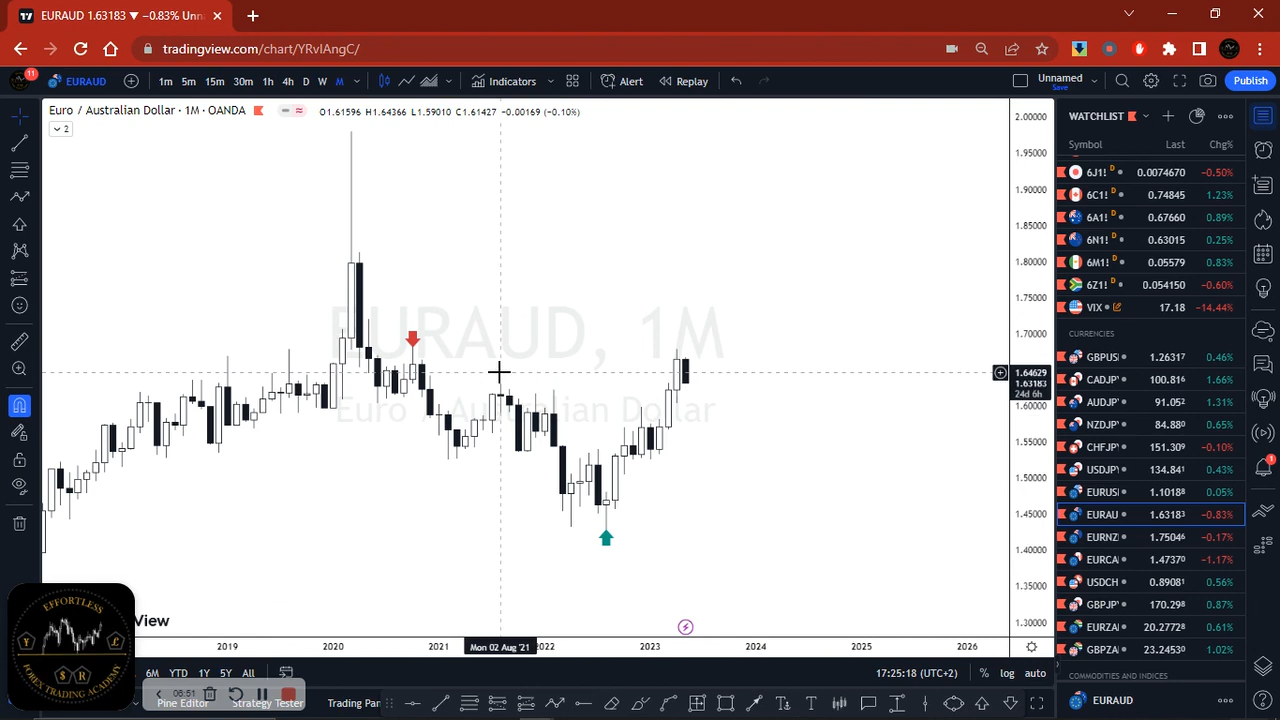 EURAUD 1.63183 ▼ −0.83% Unn
tradingview.com/chart/YRvIAngC/
11
EURAUD
1m 5m 15m 30m 1h 4h D W M
Indicators
Alert
Replay
Unnamed
Save
Publish
Euro / Australian Dollar · 1M · OANDA
O1.61596 H1.64366 L1.59010 C1.61427 −0.00169 (−0.10%)
2
EURAUD, 1M
Euro / Australian Dollar
2.00000
1.95000
1.90000
1.85000
1.80000
1.75000
1.70000
1.64629
1.63183
24d 6h
1.60000
1.55000
1.50000
1.45000
1.40000
1.35000
1.30000
WATCHLIST
Symbol Last Chg%
6J1! D 0.0074670 −0.50%
6C1! D 0.74845 1.23%
6A1! D 0.67660 0.89%
6N1! D 0.63015 0.25%
6M1! D 0.05579 0.83%
6Z1! D 0.054150 −0.60%
VIX 17.18 −14.44%
CURRENCIES
GBPUS 1.26317 0.46%
CADJP 100.816 1.66%
AUDJP 91.052 1.31%
NZDJP 84.880 0.65%
CHFJP 151.309 −0.10%
USDJP 134.841 0.43%
EURUS 1.10188 0.05%
EURAU 1.63183 −0.83%
EURNZ 1.75046 −0.17%
EURCA 1.47370 −1.17%
USDCH 0.89081 0.56%
GBPJP 170.298 0.87%
EURZA 20.2772 0.61%
GBPZA 23.2453 1.02%
COMMODITIES AND INDICES
EURAUD
1
View
2019 2020 2021 Mon 02 Aug '21 2022 2023 2024 2025 2026
6M YTD 1Y 5Y All
17:25:18 (UTC+2) % log auto
08:51
Pine Editor Strategy Tester Trading Pan
EFFORTLESS
FOREX TRADING ACADEMY
¥ £
$ R